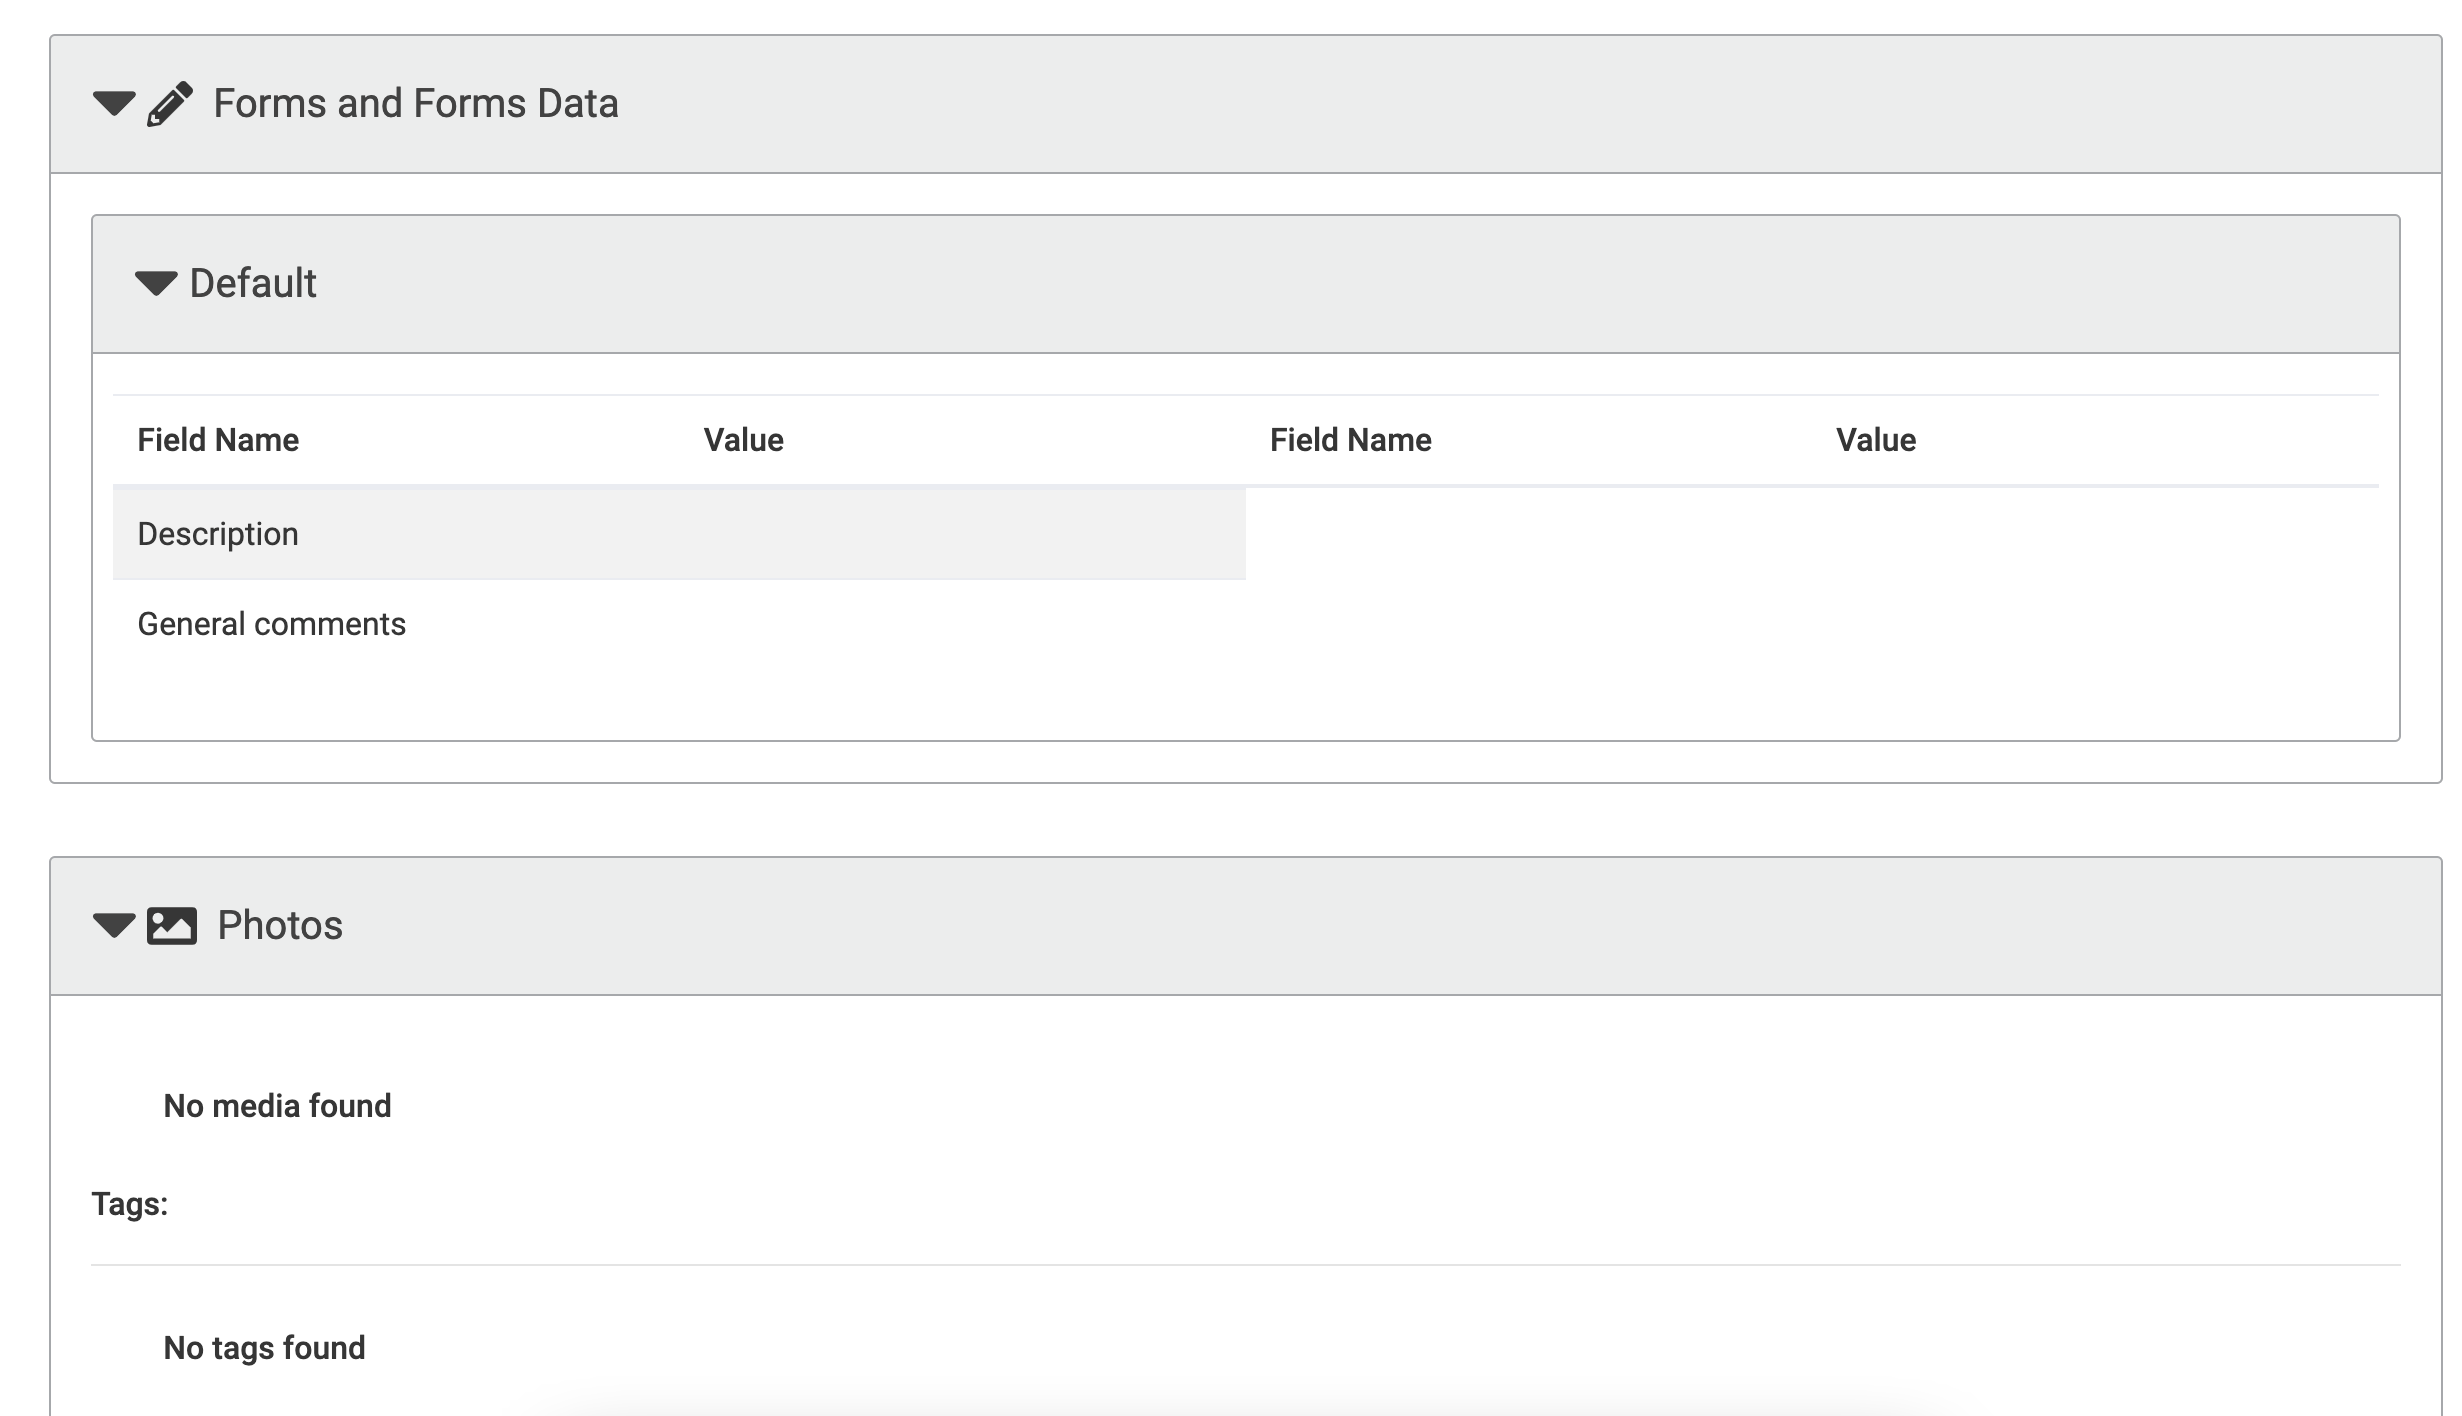 Forms and Forms Data
Default
Field Name Value Field Name Value
Description
General comments
Photos
No media found
Tags:
No tags found